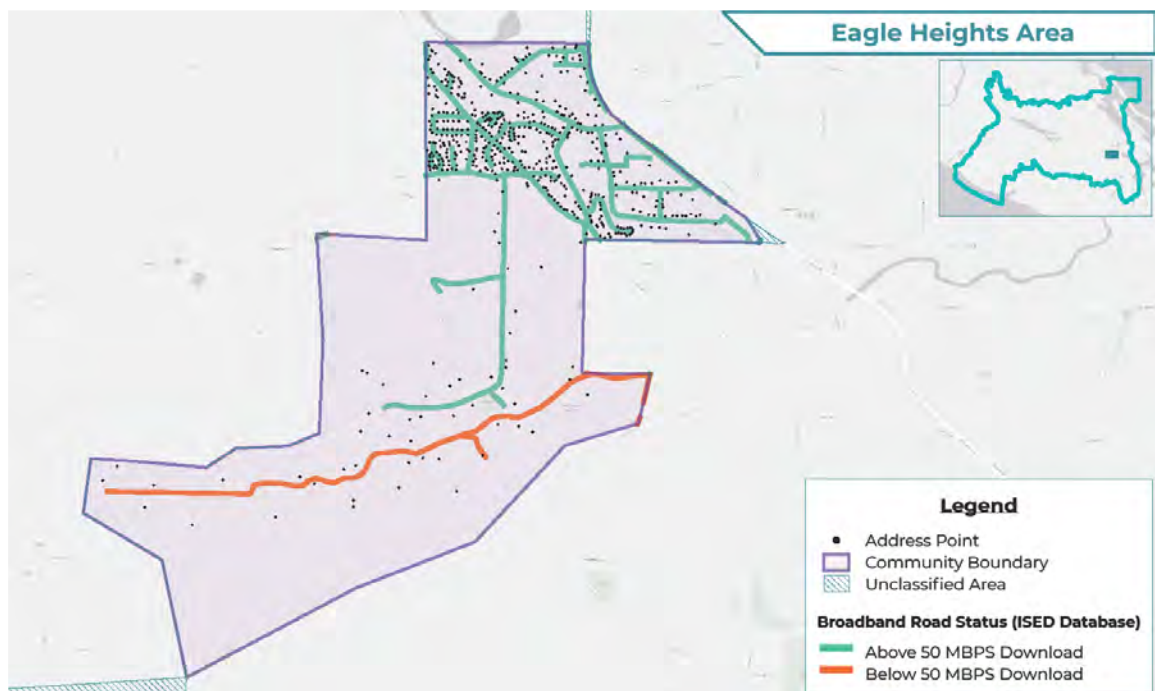 Eagle Heights Area
Legend
Address Point
Community Boundary
Unclassified Area
Broadband Road Status (ISED Database)
Above 50 MBPS Download
Below 50 MBPS Download